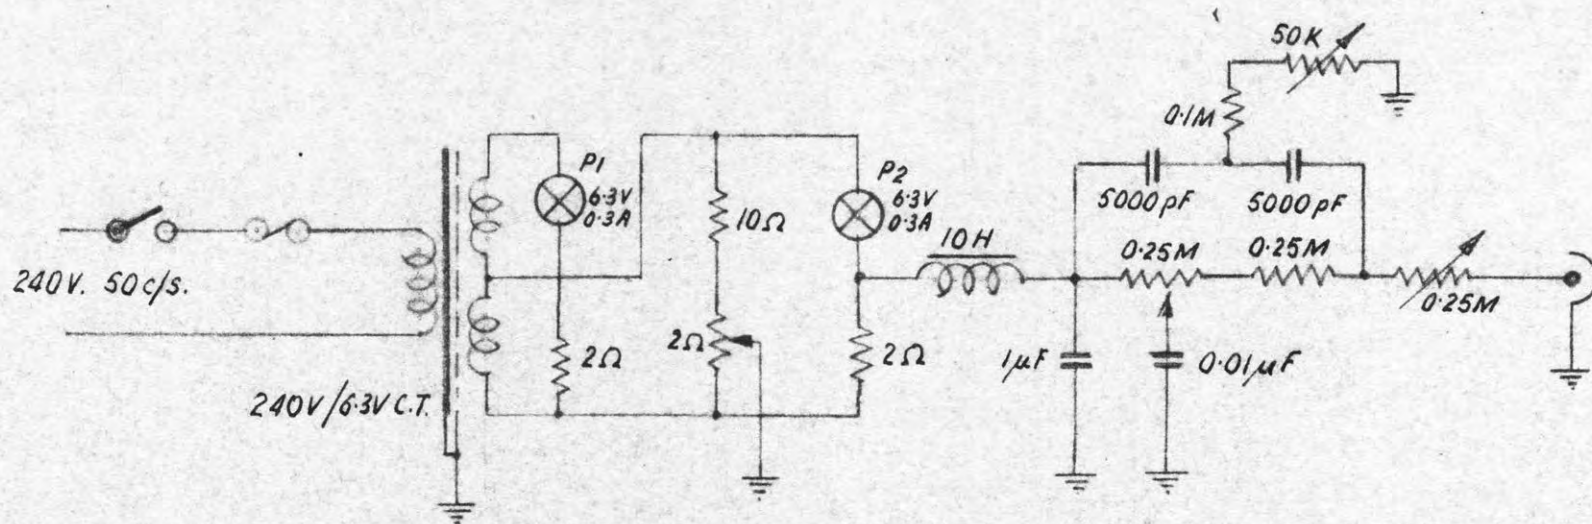 50K
0.1M
P1
6.3V
0.3A
P2
6.3V
0.3A
5000pF
5000pF
10Ω
10H
0.25M
0.25M
240V. 50c/s.
0.25M
2Ω
2Ω
2Ω
1µF
0.01µF
240V/6.3V C.T.